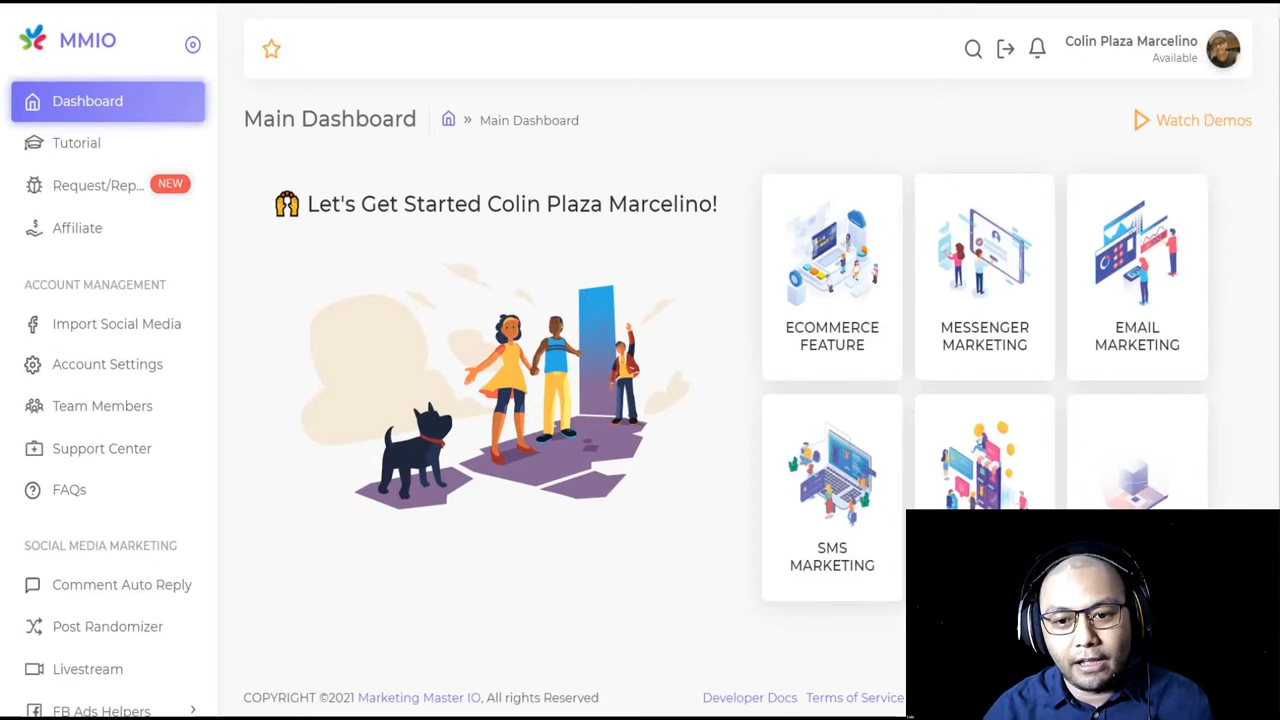 MMIO
Dashboard
Tutorial
Request/Rep... NEW
Affiliate
ACCOUNT MANAGEMENT
Import Social Media
Account Settings
Team Members
Support Center
FAQs
SOCIAL MEDIA MARKETING
Comment Auto Reply
Post Randomizer
Livestream
FB Ads Helpers
Colin Plaza Marcelino
Available
Main Dashboard
» Main Dashboard
Watch Demos
Let's Get Started Colin Plaza Marcelino!
ECOMMERCE
FEATURE
MESSENGER
MARKETING
EMAIL
MARKETING
SMS
MARKETING
COPYRIGHT ©2021 Marketing Master IO, All rights Reserved
Developer Docs
Terms of Service